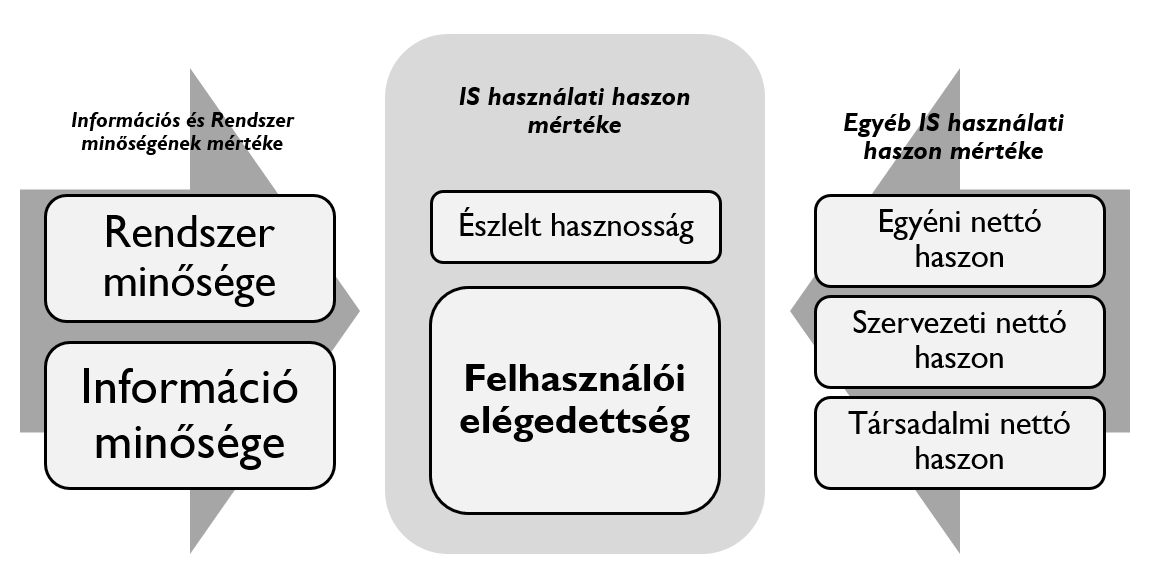 Információs és Rendszer
minőségének mértéke
Rendszer
minősége
Információ
minősége
IS használati haszon
mértéke
Észlelt hasznosság
Felhasználói
elégedettség
Egyéb IS használati
haszon mértéke
Egyéni nettó
haszon
Szervezeti nettó
haszon
Társadalmi nettó
haszon